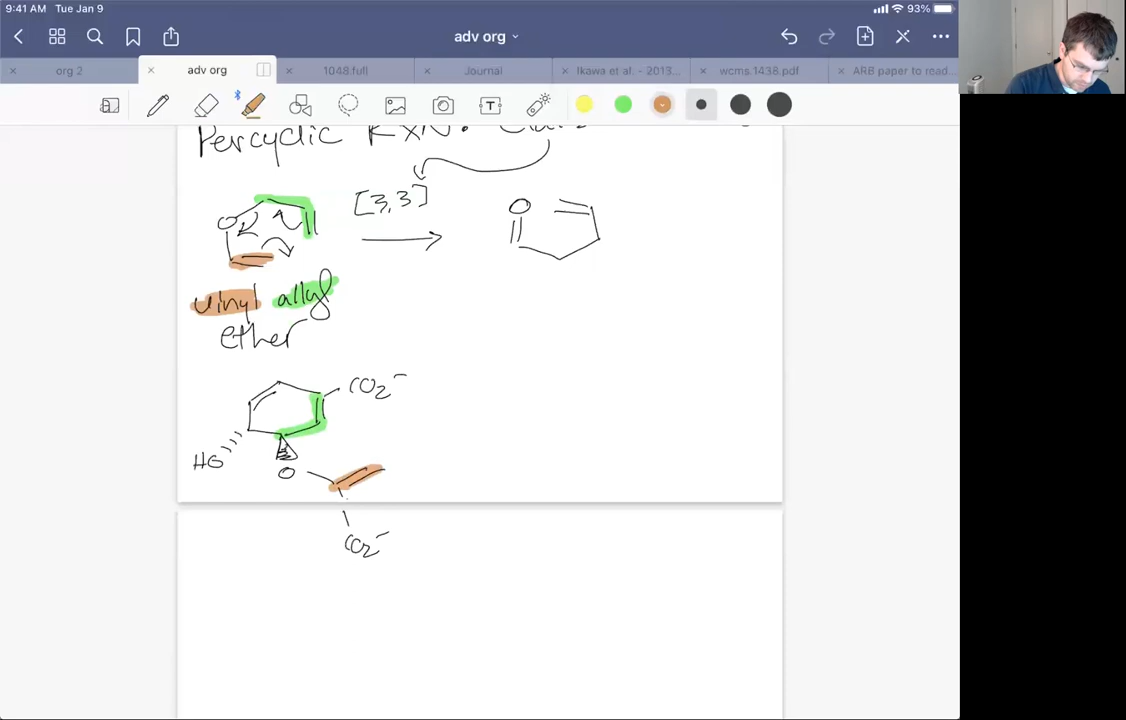 9:41 AM Tue Jan 9
93%
adv org
org 2
adv org
1048.full
Journal
Ikawa et al. - 2013...
wcms.1438.pdf
ARB paper to read
Percyclic RXN:
[3,3]
O
O
vinyl allyl
ether
CO2-
HO
O
CO2-